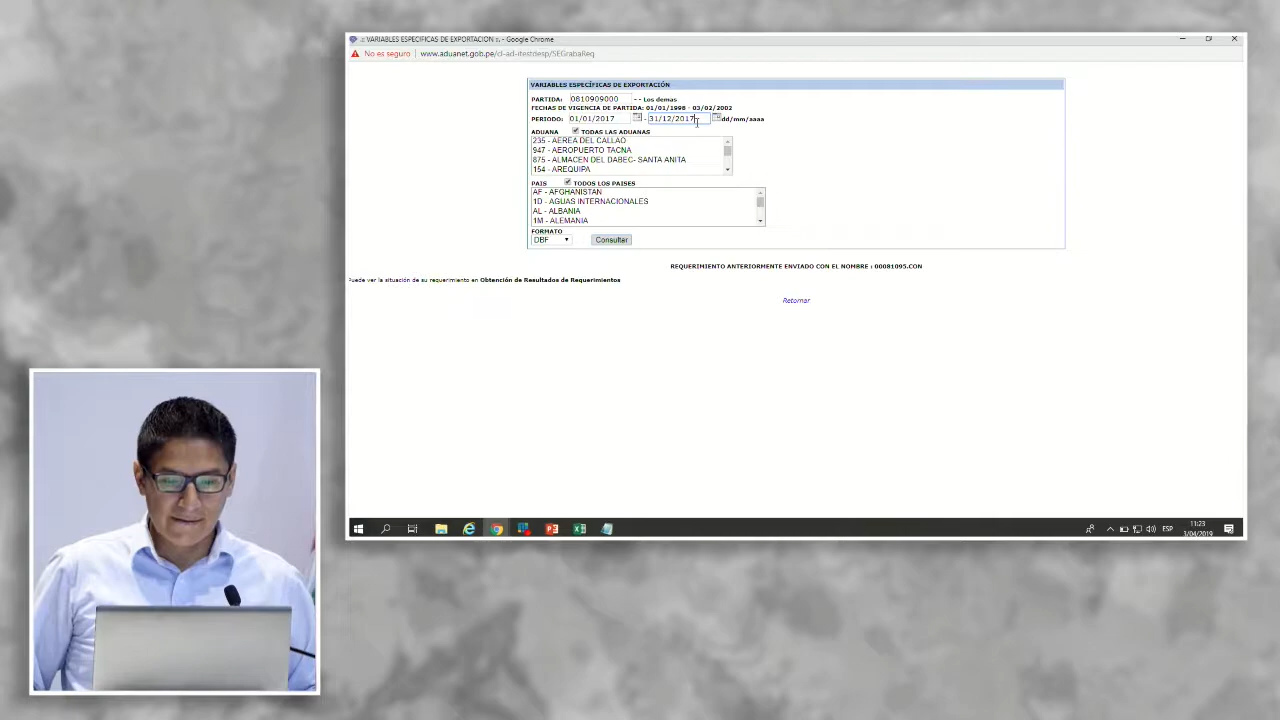 :: VARIABLES ESPECIFICAS DE EXPORTACION ::. - Google Chrome
No es seguro | www.aduanet.gob.pe/cl-ad-itestdesp/SEGrabaReq
VARIABLES ESPECÍFICAS DE EXPORTACIÓN
PARTIDA: 0810909000 - - Los demas
FECHAS DE VIGENCIA DE PARTIDA: 01/01/1996 - 03/02/2002
PERIODO: 01/01/2017 - 31/12/2017 dd/mm/aaaa
ADUANA TODAS LAS ADUANAS
235 - AEREA DEL CALLAO
947 - AEROPUERTO TACNA
875 - ALMACEN DEL DABEC- SANTA ANITA
154 - AREQUIPA
PAIS TODOS LOS PAISES
AF - AFGHANISTAN
1D - AGUAS INTERNACIONALES
AL - ALBANIA
1M - ALEMANIA
FORMATO
DBF Consultar
REQUERIMIENTO ANTERIORMENTE ENVIADO CON EL NOMBRE : 00081095.CON
Puede ver la situación de su requerimiento en Obtención de Resultados de Requerimientos
Retornar
ESP
11:23
3/04/2019